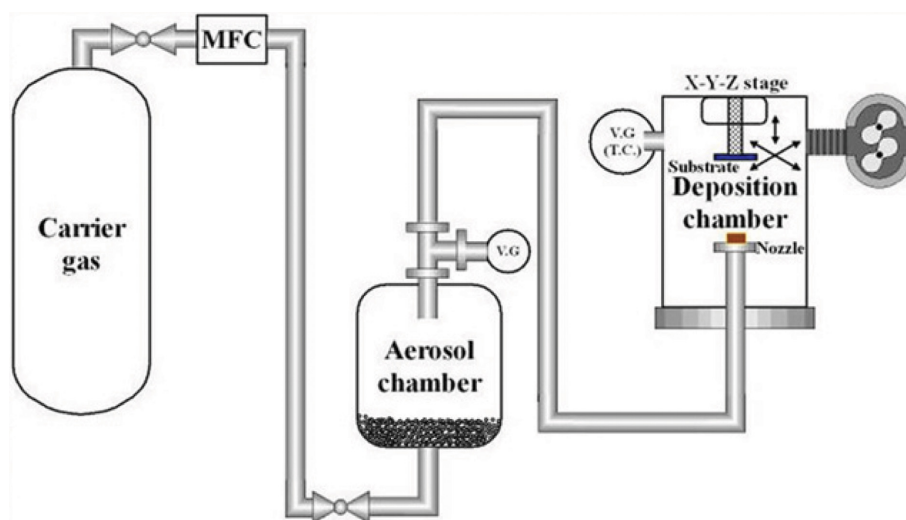 MFC
Carrier
gas
V.G
Aerosol
chamber
X-Y-Z stage
V.G
(T.C.)
Substrate
Deposition
chamber
Nozzle